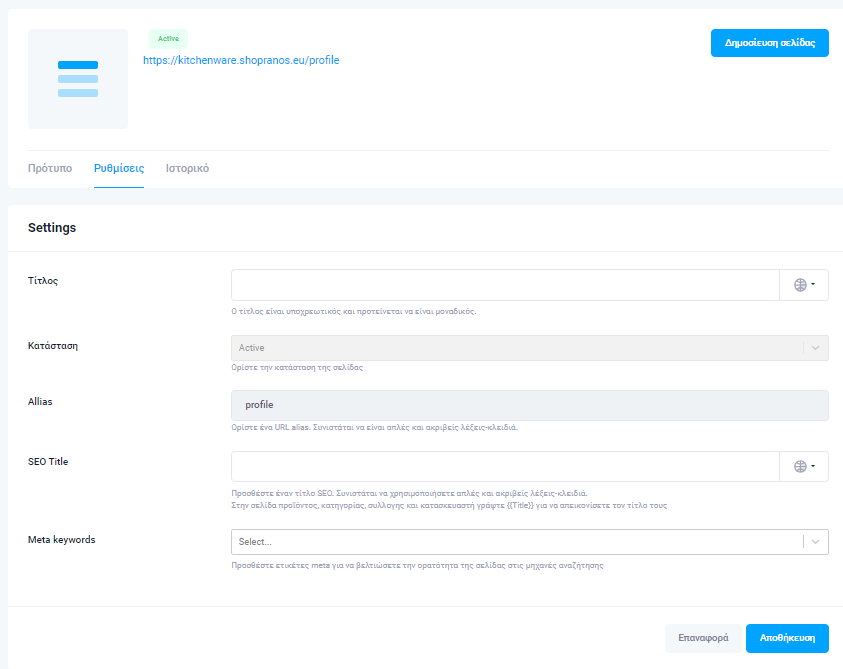 Active
Δημοσίευση σελίδας
https://kitchenware.shopranos.eu/profile
Πρότυπο Ρυθμίσεις Ιστορικό
Settings
Τίτλος
Ο τίτλος είναι υποχρεωτικός και προτείνεται να είναι μοναδικός.
Κατάσταση
Active
Ορίστε την κατάσταση της σελίδας
Allias
profile
Ορίστε ένα URL alias. Συνιστάται να είναι απλές και ακριβείς λέξεις-κλειδιά.
SEO Title
Προσθέστε έναν τίτλο SEO. Συνιστάται να χρησιμοποιήσετε απλές και ακριβείς λέξεις-κλειδιά.
Στην σελίδα προϊόντος, κατηγορίας, συλλογης και κατασκευαστή γράψτε {{Title}} για να απεικονίσετε τον τίτλο τους
Meta keywords
Select...
Προσθέστε ετικέτες meta για να βελτιώσετε την ορατότητα της σελίδας στις μηχανές αναζήτησης
Επαναφορά Αποθήκευση